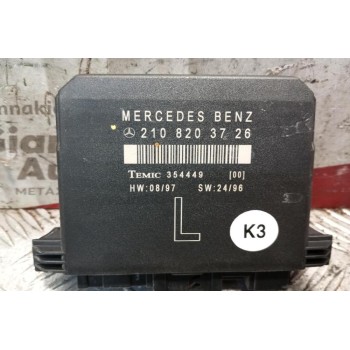 MERCEDES BENZ
210 820 37 26
TEMIC 354449 [00]
HW:08/97 SW:24/96
L
K3